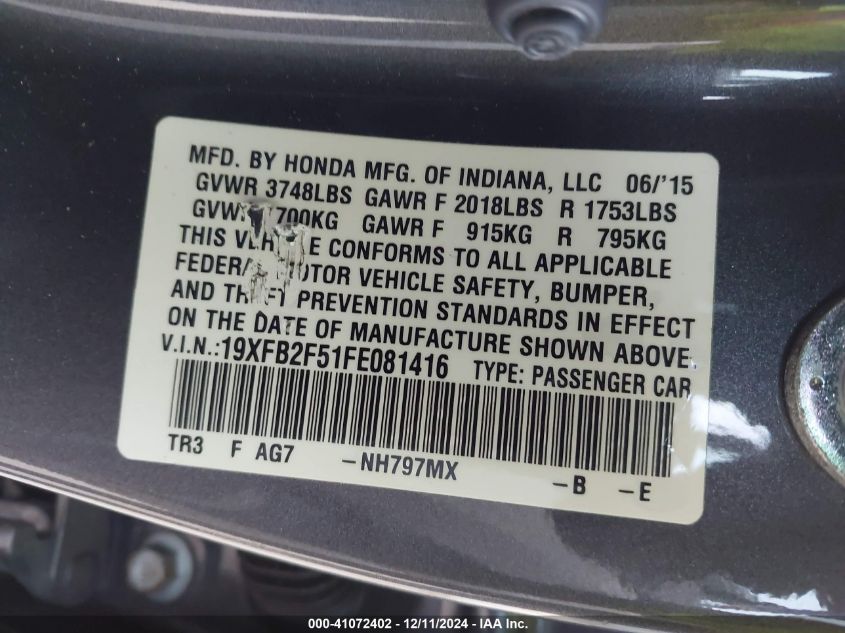 MFD. BY HONDA MFG. OF INDIANA, LLC 06/'15
GVWR 3748LBS GAWR F 2018LBS R 1753LBS
700KG GAWR F 915KG R 795KG
THIS CONFORMS TO ALL APPLICABLE
VEHICLE SAFETY, BUMPER,
AND PREVENTION STANDARDS IN EFFECT
ON THE DATE OF MANUFACTURE SHOWN ABOVE.
V.I.N.:19XFB2F51FE081416 TYPE: PASSENGER CAR
TR3 F AG7 -NH797MX -B -E
000-41072402 - 12/11/2024 - IAA Inc.